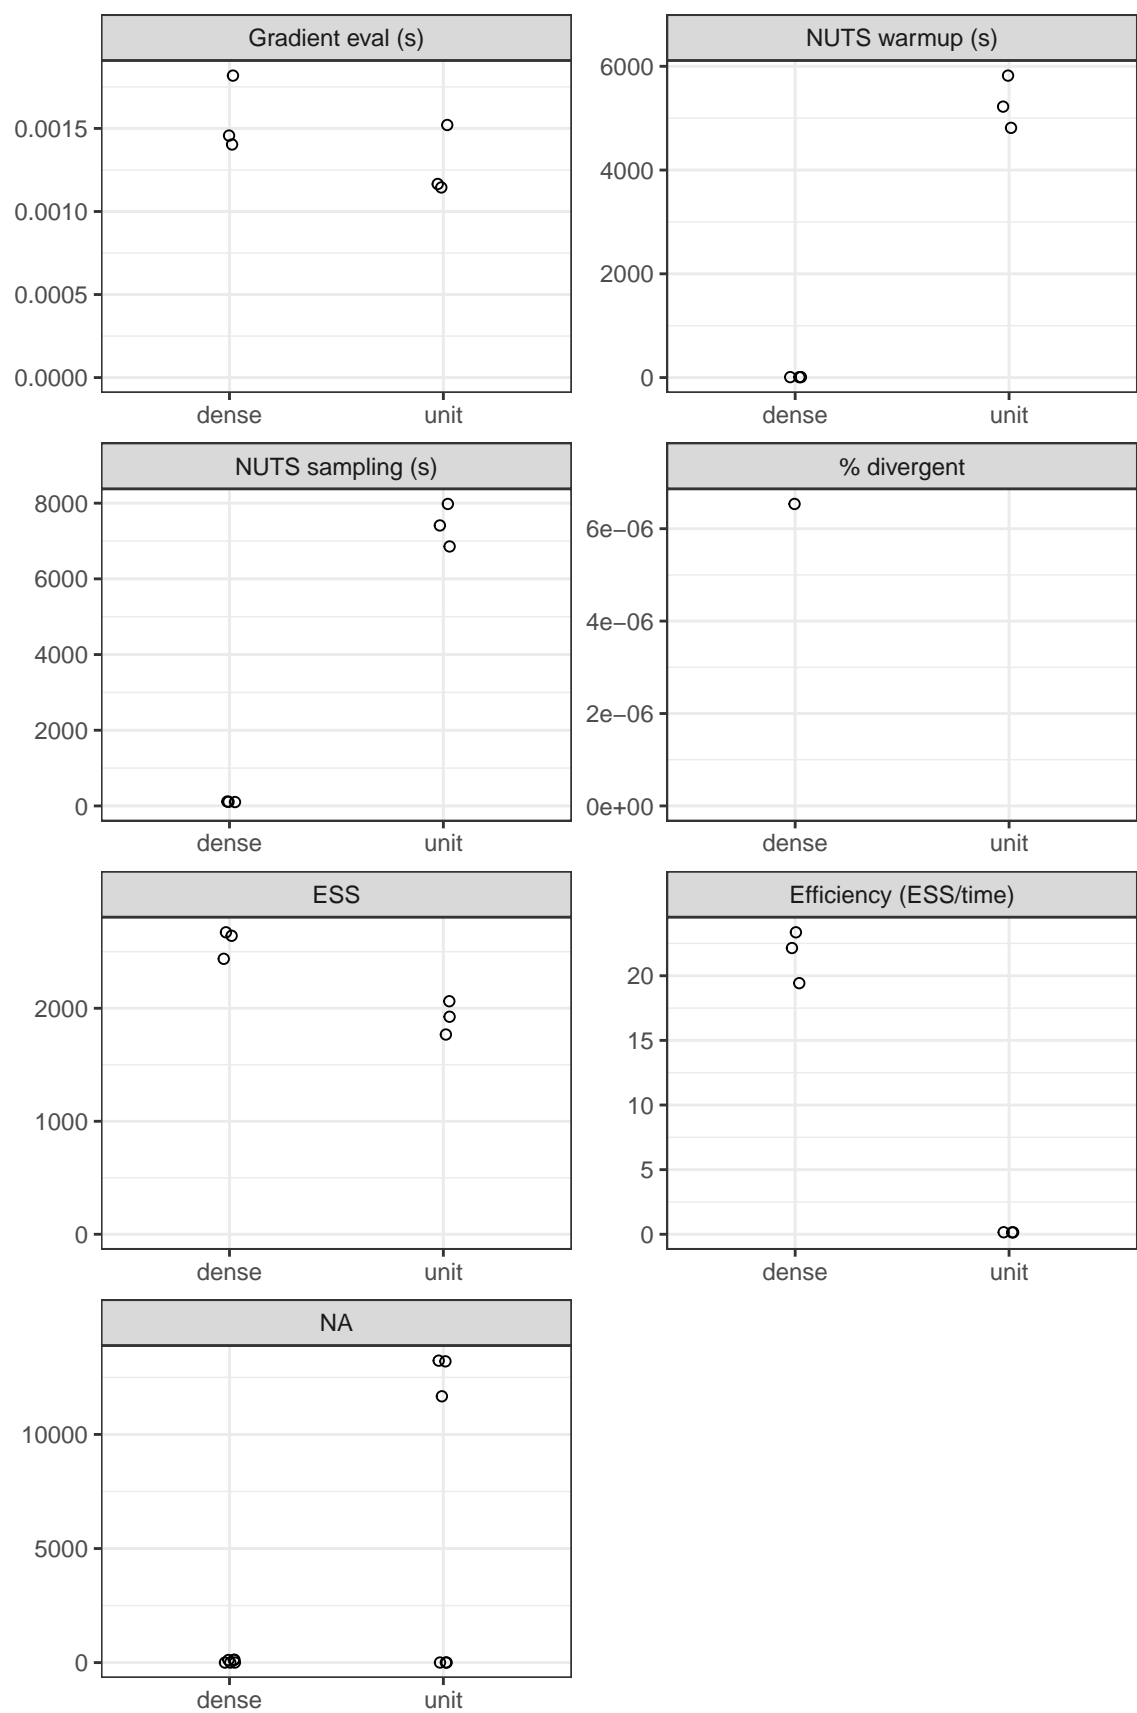 Gradient eval (s)
0.0015
0.0010
0.0005
0.0000
dense unit
NUTS warmup (s)
6000
4000
2000
0
dense unit
NUTS sampling (s)
8000
6000
4000
2000
0
dense unit
% divergent
6e−06
4e−06
2e−06
0e+00
dense unit
ESS
2000
1000
0
dense unit
Efficiency (ESS/time)
20
15
10
5
0
dense unit
NA
10000
5000
0
dense unit